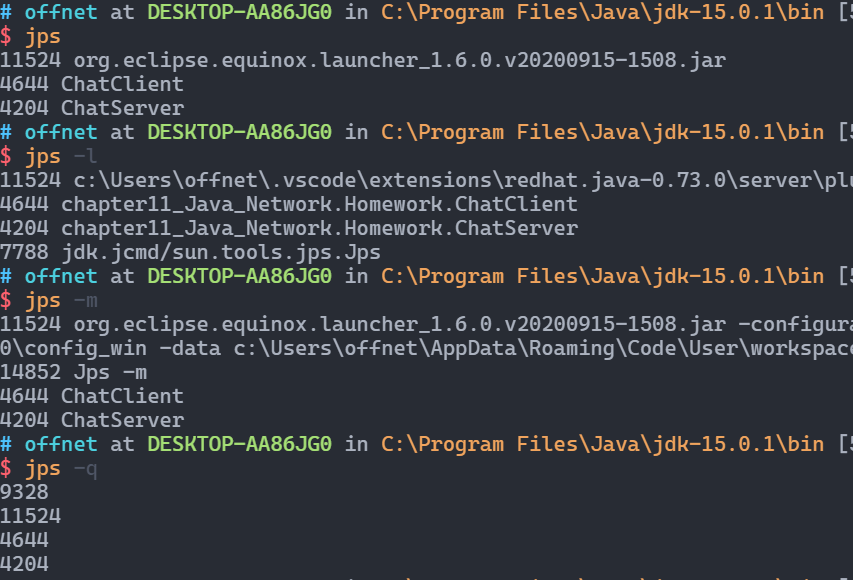 # offnet at DESKTOP-AA86JG0 in C:\Program Files\Java\jdk-15.0.1\bin [
$ jps
11524 org.eclipse.equinox.launcher_1.6.0.v20200915-1508.jar
4644 ChatClient
4204 ChatServer
# offnet at DESKTOP-AA86JG0 in C:\Program Files\Java\jdk-15.0.1\bin [
$ jps -l
11524 c:\Users\offnet\.vscode\extensions\redhat.java-0.73.0\server\plu
4644 chapter11_Java_Network.Homework.ChatClient
4204 chapter11_Java_Network.Homework.ChatServer
7788 jdk.jcmd/sun.tools.jps.Jps
# offnet at DESKTOP-AA86JG0 in C:\Program Files\Java\jdk-15.0.1\bin [
$ jps -m
11524 org.eclipse.equinox.launcher_1.6.0.v20200915-1508.jar -configura
0\config_win -data c:\Users\offnet\AppData\Roaming\Code\User\workspace
14852 Jps -m
4644 ChatClient
4204 ChatServer
# offnet at DESKTOP-AA86JG0 in C:\Program Files\Java\jdk-15.0.1\bin [
$ jps -q
9328
11524
4644
4204